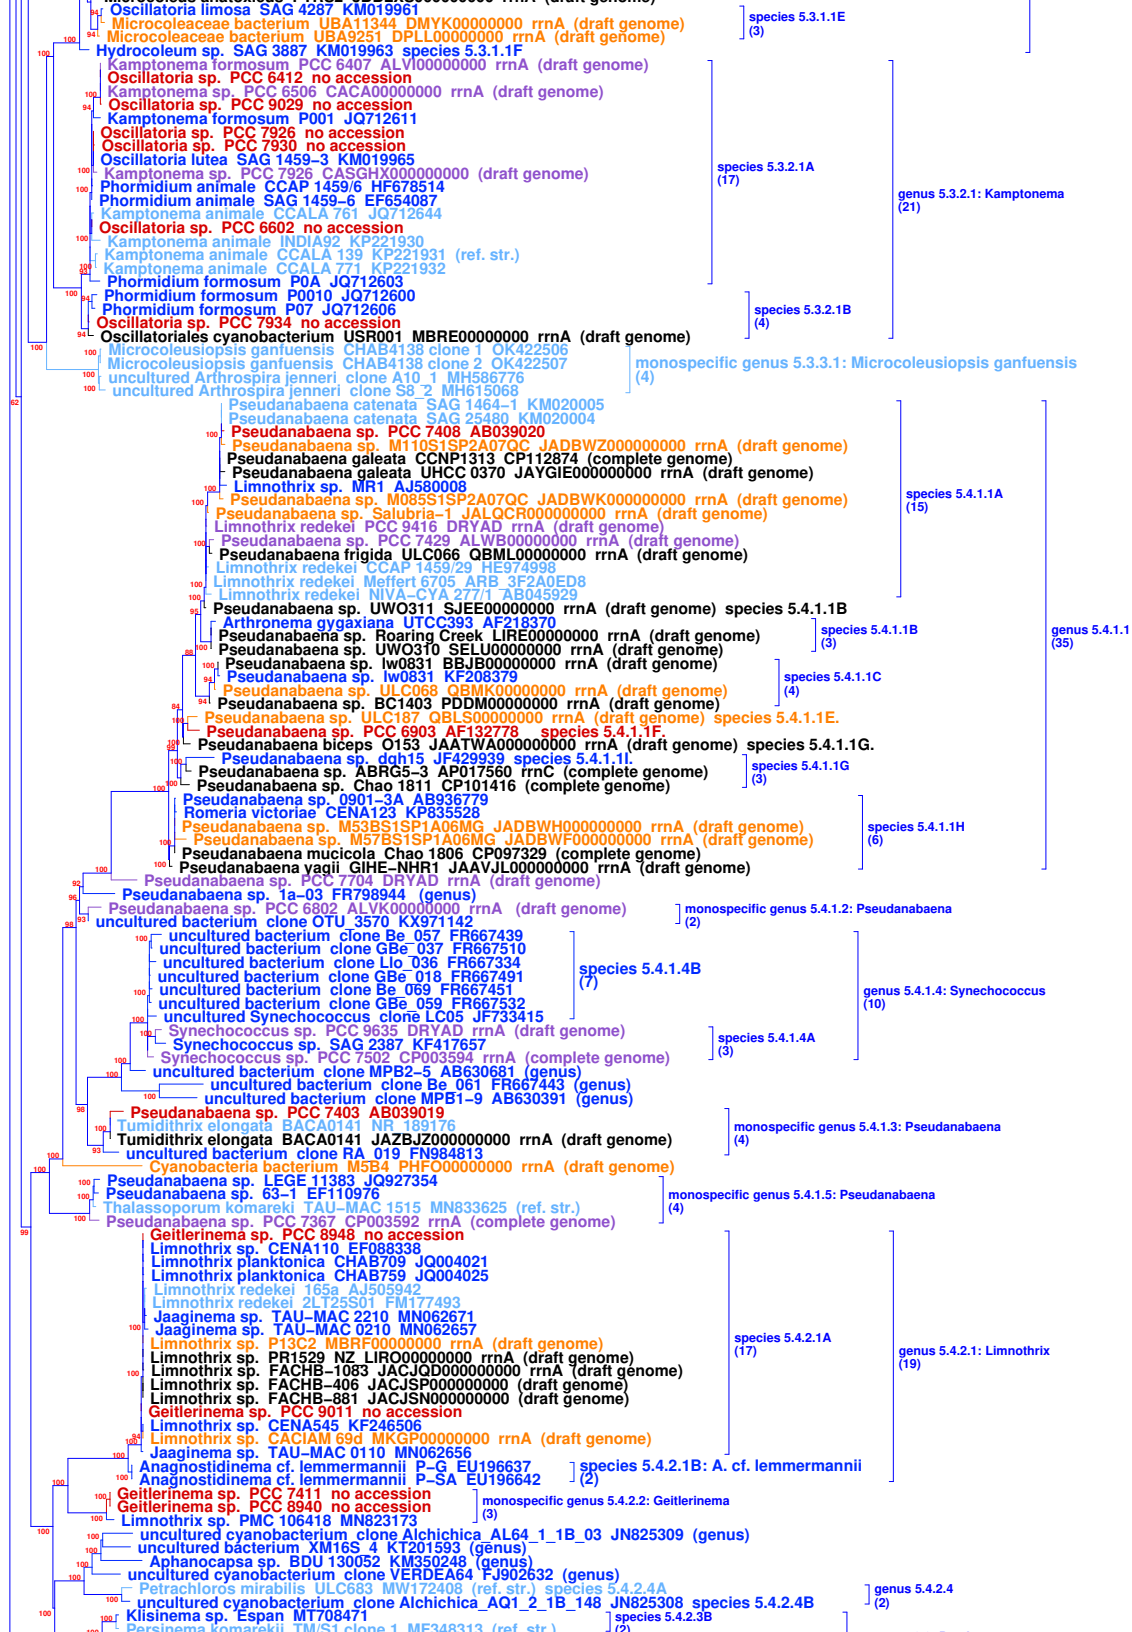 Oscillatoria limosa SAG 4287 KM019961
Microcoleaceae bacterium UBA11344 DMYK00000000 rrnA (draft genome)
Microcoleaceae bacterium UBA9251 DPLL00000000 rrnA (draft genome)
species 5.3.1.1E
(3)
Hydrocoleum sp. SAG 3887 KM019963 species 5.3.1.1F
Kamptonema formosum PCC 6407 ALVI00000000 rrnA (draft genome)
Oscillatoria sp. PCC 6412 no accession
Kamptonema sp. PCC 6506 CACA00000000 rrnA (draft genome)
Oscillatoria sp. PCC 9029 no accession
Kamptonema formosum P001 JQ712611
Oscillatoria sp. PCC 7926 no accession
Oscillatoria sp. PCC 7930 no accession
Oscillatoria lutea SAG 1459−3 KM019965
Kamptonema sp. PCC 7926 CASGHX000000000 (draft genome)
Phormidium animale CCAP 1459/6 HF678514
Phormidium animale SAG 1459−6 EF654087
Kamptonema animale CCALA 761 JQ712644
Oscillatoria sp. PCC 6602 no accession
Kamptonema animale INDIA92 KP221930
Kamptonema animale CCALA 139 KP221931 (ref. str.)
Kamptonema animale CCALA 771 KP221932
Phormidium formosum P0A JQ712603
species 5.3.2.1A
(17)
genus 5.3.2.1: Kamptonema
(21)
Phormidium formosum P0010 JQ712600
Phormidium formosum P07 JQ712606
Oscillatoria sp. PCC 7934 no accession
Oscillatoriales cyanobacterium USR001 MBRE00000000 rrnA (draft genome)
species 5.3.2.1B
(4)
Microcoleusiopsis ganfuensis CHAB4138 clone 1 OK422506
Microcoleusiopsis ganfuensis CHAB4138 clone 2 OK422507
uncultured Arthrospira jenneri clone A10_1 MH586776
uncultured Arthrospira jenneri clone S8_2 MH615068
monospecific genus 5.3.3.1: Microcoleusiopsis ganfuensis
(4)
Pseudanabaena catenata SAG 1464−1 KM020005
Pseudanabaena catenata SAG 25480 KM020004
Pseudanabaena sp. PCC 7408 AB039020
Pseudanabaena sp. M110S1SP2A07QC JADBWZ000000000 rrnA (draft genome)
Pseudanabaena galeata CCNP1313 CP112874 (complete genome)
Pseudanabaena galeata UHCC 0370 JAYGIE000000000 rrnA (draft genome)
Limnothrix sp. MR1 AJ580008
Pseudanabaena sp. M085S1SP2A07QC JADBWK000000000 rrnA (draft genome)
Pseudanabaena sp. Salubria−1 JALQCR000000000 rrnA (draft genome)
Limnothrix redekei PCC 9416 DRYAD rrnA (draft genome)
Pseudanabaena sp. PCC 7429 ALWB00000000 rrnA (draft genome)
Pseudanabaena frigida ULC066 QBML00000000 rrnA (draft genome)
Limnothrix redekei CCAP 1459/29 HE974998
Limnothrix redekei Meffert 6705 ARB_3F2A0ED8
Limnothrix redekei NIVA−CYA 277/1 AB045929
species 5.4.1.1A
(15)
Pseudanabaena sp. UWO311 SJEE00000000 rrnA (draft genome) species 5.4.1.1B
Arthronema gygaxiana UTCC393 AF218370
Pseudanabaena sp. Roaring Creek LIRE00000000 rrnA (draft genome)
Pseudanabaena sp. UWO310 SELU00000000 rrnA (draft genome)
species 5.4.1.1B
(3)
genus 5.4.1.1
(35)
Pseudanabaena sp. lw0831 BBJB00000000 rrnA (draft genome)
Pseudanabaena sp. lw0831 KF208379
Pseudanabaena sp. ULC068 QBMK00000000 rrnA (draft genome)
Pseudanabaena sp. BC1403 PDDM00000000 rrnA (draft genome)
species 5.4.1.1C
(4)
Pseudanabaena sp. ULC187 QBLS00000000 rrnA (draft genome) species 5.4.1.1E.
Pseudanabaena sp. PCC 6903 AF132778 species 5.4.1.1F.
Pseudanabaena biceps O153 JAATWA000000000 rrnA (draft genome) species 5.4.1.1G.
Pseudanabaena sp. dqh15 JF429939 species 5.4.1.1I.
Pseudanabaena sp. ABRG5−3 AP017560 rrnC (complete genome)
Pseudanabaena sp. Chao 1811 CP101416 (complete genome)
species 5.4.1.1G
(3)
Pseudanabaena sp. 0901−3A AB936779
Romeria victoriae CENA123 KP835528
Pseudanabaena sp. M53BS1SP1A06MG JADBWH000000000 rrnA (draft genome)
Pseudanabaena sp. M57BS1SP1A06MG JADBWF000000000 rrnA (draft genome)
Pseudanabaena mucicola Chao 1806 CP097329 (complete genome)
Pseudanabaena yagii GIHE−NHR1 JAAVJL000000000 rrnA (draft genome)
species 5.4.1.1H
(6)
Pseudanabaena sp. PCC 7704 DRYAD rrnA (draft genome)
Pseudanabaena sp. 1a−03 FR798944 (genus)
Pseudanabaena sp. PCC 6802 ALVK00000000 rrnA (draft genome)
uncultured bacterium clone OTU_3570 KX971142
monospecific genus 5.4.1.2: Pseudanabaena
(2)
uncultured bacterium clone Be_057 FR667439
uncultured bacterium clone GBe_037 FR667510
uncultured bacterium clone Llo_036 FR667334
uncultured bacterium clone GBe_018 FR667491
uncultured bacterium clone Be_069 FR667451
uncultured bacterium clone GBe_059 FR667532
uncultured Synechococcus clone LC05 JF733415
species 5.4.1.4B
(7)
genus 5.4.1.4: Synechococcus
(10)
Synechococcus sp. PCC 9635 DRYAD rrnA (draft genome)
Synechococcus sp. SAG 2387 KF417657
Synechococcus sp. PCC 7502 CP003594 rrnA (complete genome)
species 5.4.1.4A
(3)
uncultured bacterium clone MPB2−5 AB630681 (genus)
uncultured bacterium clone Be_061 FR667443 (genus)
uncultured bacterium clone MPB1−9 AB630391 (genus)
Pseudanabaena sp. PCC 7403 AB039019
Tumidithrix elongata BACA0141 NR_189176
Tumidithrix elongata BACA0141 JAZBJZ000000000 rrnA (draft genome)
uncultured bacterium clone RA_019 FN984813
monospecific genus 5.4.1.3: Pseudanabaena
(4)
Cyanobacteria bacterium M5B4 PHFO00000000 rrnA (draft genome)
Pseudanabaena sp. LEGE 11383 JQ927354
Pseudanabaena sp. 63−1 EF110976
Thalassoporum komareki TAU−MAC 1515 MN833625 (ref. str.)
Pseudanabaena sp. PCC 7367 CP003592 rrnA (complete genome)
monospecific genus 5.4.1.5: Pseudanabaena
(4)
Geitlerinema sp. PCC 8948 no accession
Limnothrix sp. CENA110 EF088338
Limnothrix planktonica CHAB709 JQ004021
Limnothrix planktonica CHAB759 JQ004025
Limnothrix redekei 165a AJ505942
Limnothrix redekei 2LT25S01 FM177493
Jaaginema sp. TAU−MAC 2210 MN062671
Jaaginema sp. TAU−MAC 0210 MN062657
Limnothrix sp. P13C2 MBRF00000000 rrnA (draft genome)
Limnothrix sp. PR1529 NZ_LIRO00000000 rrnA (draft genome)
Limnothrix sp. FACHB−1083 JACJQD000000000 rrnA (draft genome)
Limnothrix sp. FACHB−406 JACJSP000000000 (draft genome)
Limnothrix sp. FACHB−881 JACJSN000000000 (draft genome)
Geitlerinema sp. PCC 9011 no accession
Limnothrix sp. CENA545 KF246506
Limnothrix sp. CACIAM 69d MKGP00000000 rrnA (draft genome)
Jaaginema sp. TAU−MAC 0110 MN062656
species 5.4.2.1A
(17)
genus 5.4.2.1: Limnothrix
(19)
Anagnostidinema cf. lemmermannii P−G EU196637
Anagnostidinema cf. lemmermannii P−SA EU196642
species 5.4.2.1B: A. cf. lemmermannii
(2)
Geitlerinema sp. PCC 7411 no accession
Geitlerinema sp. PCC 8940 no accession
Limnothrix sp. PMC 106418 MN823173
monospecific genus 5.4.2.2: Geitlerinema
(3)
uncultured cyanobacterium clone Alchichica_AL64_1_1B_03 JN825309 (genus)
uncultured bacterium XM16S_4 KT201593 (genus)
Aphanocapsa sp. BDU 130052 KM350248 (genus)
uncultured cyanobacterium clone VERDEA64 FJ902632 (genus)
Petrachloros mirabilis ULC683 MW172408 (ref. str.) species 5.4.2.4A
uncultured cyanobacterium clone Alchichica_AQ1_2_1B_148 JN825308 species 5.4.2.4B
genus 5.4.2.4
(2)
Klisinema sp. Espan MT708471
Persinema komarekii TM/S1 clone 1 MF348313 (ref. str.)
species 5.4.2.3B
(2)